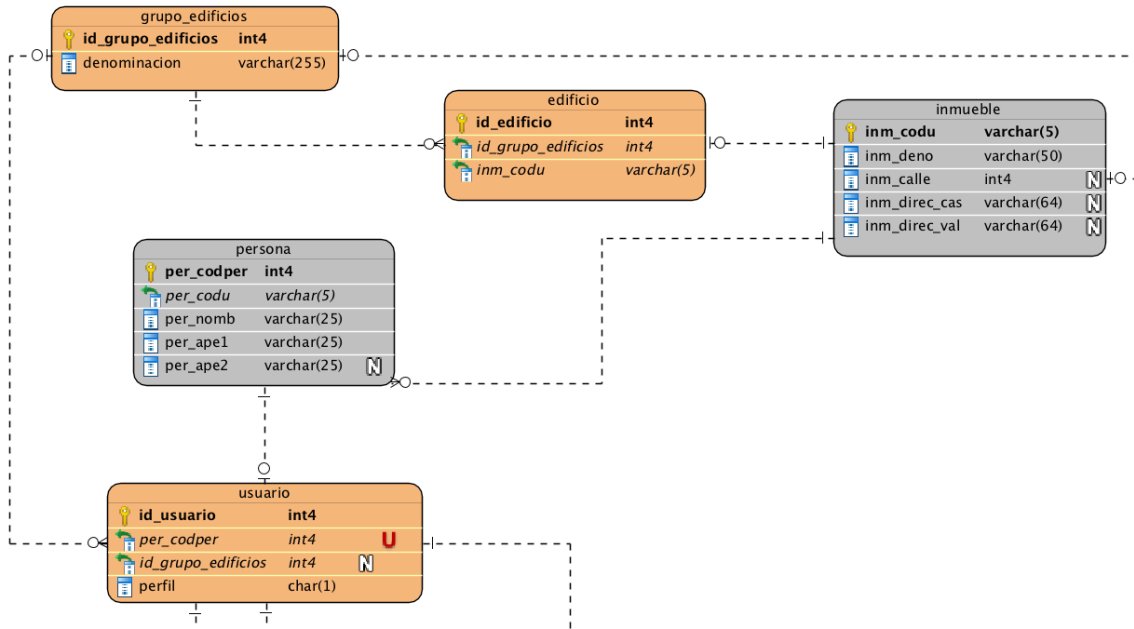 grupo_edificios
id_grupo_edificios int4
denominacion varchar(255)
edificio
id_edificio int4
id_grupo_edificios int4
inm_codu varchar(5)
inmueble
inm_codu varchar(5)
inm_deno varchar(50)
inm_calle int4 N
inm_direc_cas varchar(64) N
inm_direc_val varchar(64) N
persona
per_codper int4
per_codu varchar(5)
per_nomb varchar(25)
per_ape1 varchar(25)
per_ape2 varchar(25) N
usuario
id_usuario int4
per_codper int4 U
id_grupo_edificios int4 N
perfil char(1)